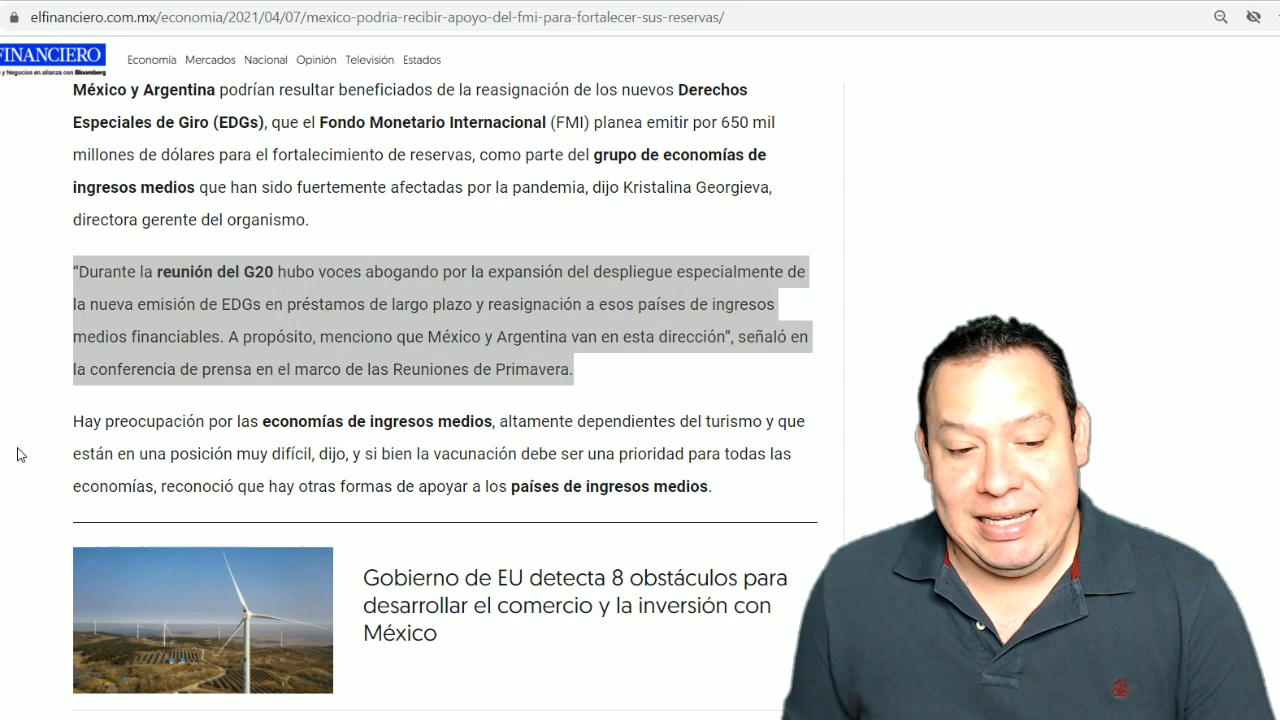 elfinanciero.com.mx/economia/2021/04/07/mexico-podria-recibir-apoyo-del-fmi-para-fortalecer-sus-reservas/
FINANCIERO
y Negocios en alianza con Bloomberg
Economía Mercados Nacional Opinión Televisión Estados
México y Argentina podrían resultar beneficiados de la reasignación de los nuevos Derechos
Especiales de Giro (EDGs), que el Fondo Monetario Internacional (FMI) planea emitir por 650 mil
millones de dólares para el fortalecimiento de reservas, como parte del grupo de economías de
ingresos medios que han sido fuertemente afectadas por la pandemia, dijo Kristalina Georgieva,
directora gerente del organismo.
“Durante la reunión del G20 hubo voces abogando por la expansión del despliegue especialmente de
la nueva emisión de EDGs en préstamos de largo plazo y reasignación a esos países de ingresos
medios financiables. A propósito, menciono que México y Argentina van en esta dirección”, señaló en
la conferencia de prensa en el marco de las Reuniones de Primavera.
Hay preocupación por las economías de ingresos medios, altamente dependientes del turismo y que
están en una posición muy difícil, dijo, y si bien la vacunación debe ser una prioridad para todas las
economías, reconoció que hay otras formas de apoyar a los países de ingresos medios.
Gobierno de EU detecta 8 obstáculos para
desarrollar el comercio y la inversión con
México